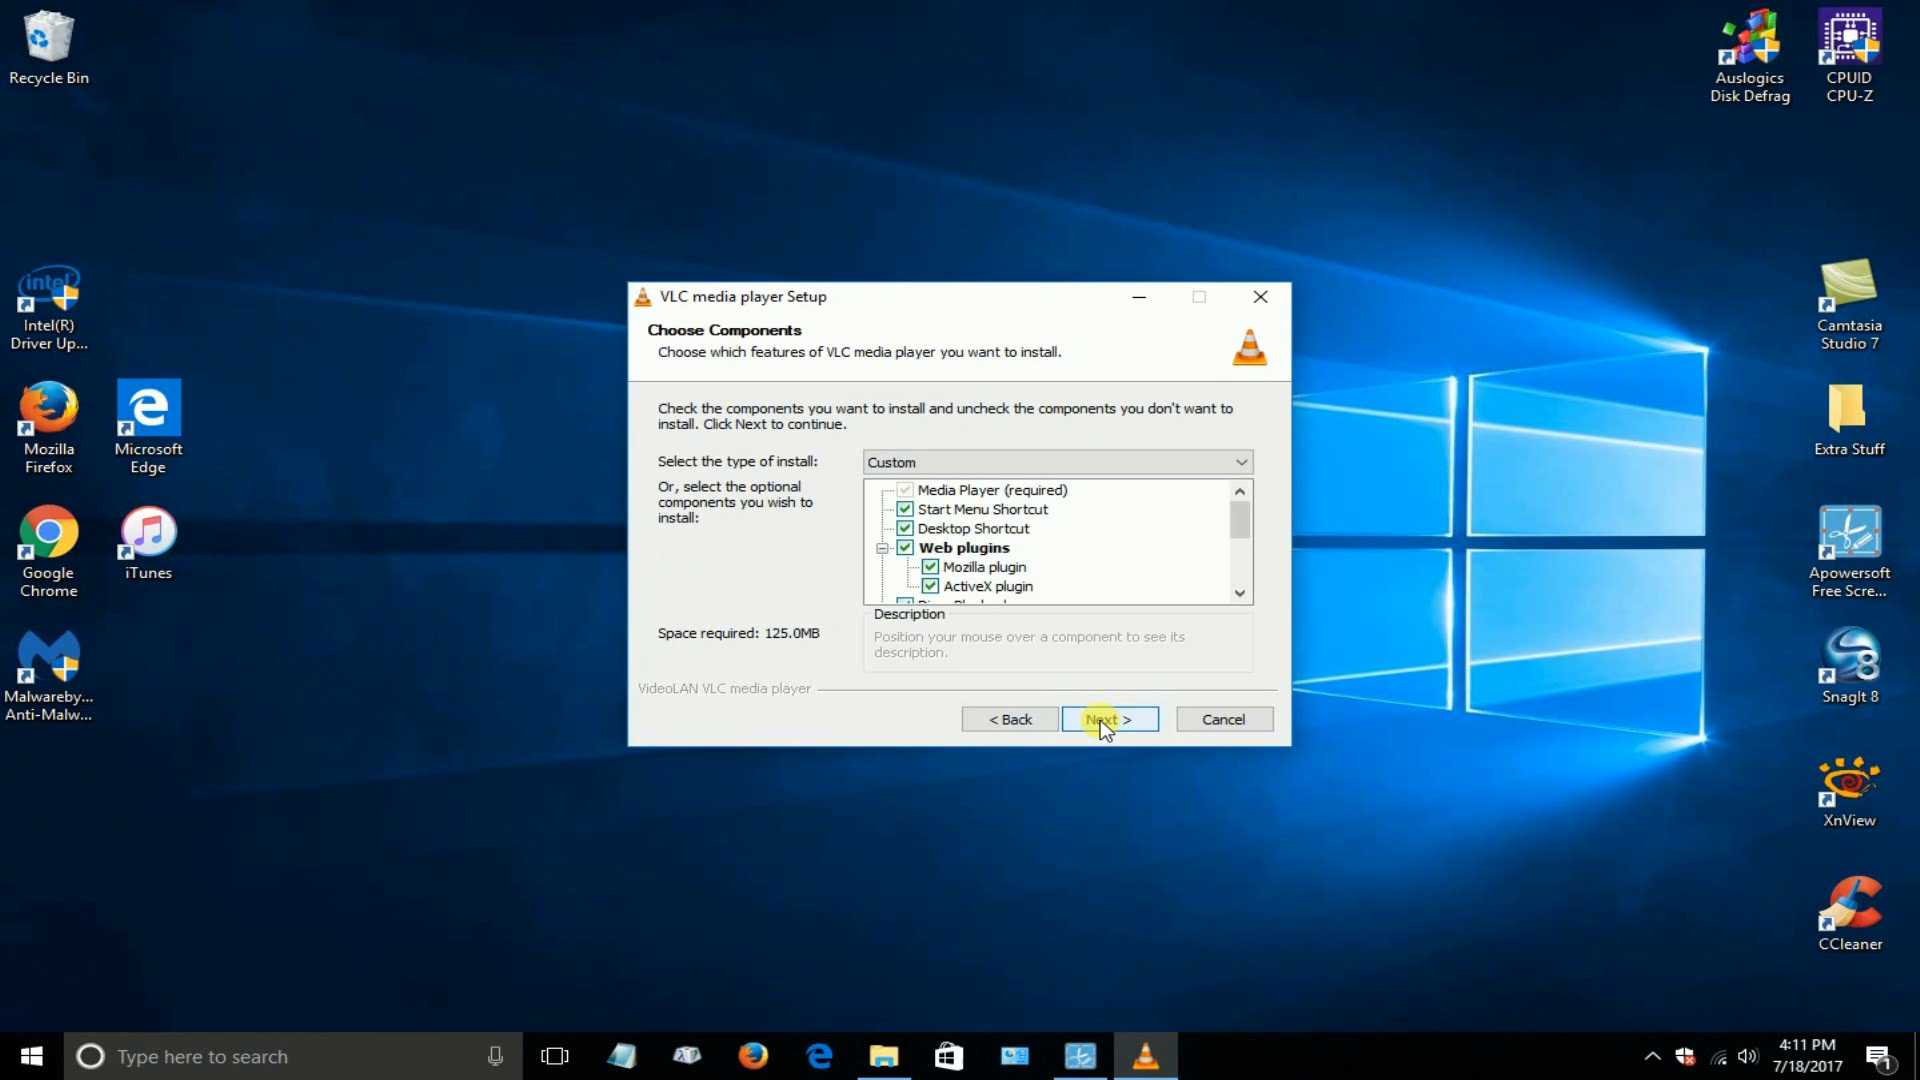 Recycle Bin
Auslogics
Disk Defrag
CPUID
CPU-Z
intel
Intel(R)
Driver Up...
Mozilla
Firefox
Microsoft
Edge
Google
Chrome
iTunes
Malwareby...
Anti-Malw...
VLC media player Setup
Choose Components
Choose which features of VLC media player you want to install.
Check the components you want to install and uncheck the components you don't want to
install. Click Next to continue.
Select the type of install:
Custom
Or, select the optional
components you wish to
install:
Media Player (required)
Start Menu Shortcut
Desktop Shortcut
Web plugins
Mozilla plugin
ActiveX plugin
Space required: 125.0MB
Description
Position your mouse over a component to see its
description.
VideoLAN VLC media player
< Back
Next >
Cancel
Camtasia
Studio 7
Extra Stuff
Apowersoft
Free Scre...
8
SnagIt 8
XnView
CCleaner
Type here to search
4:11 PM
7/18/2017
1